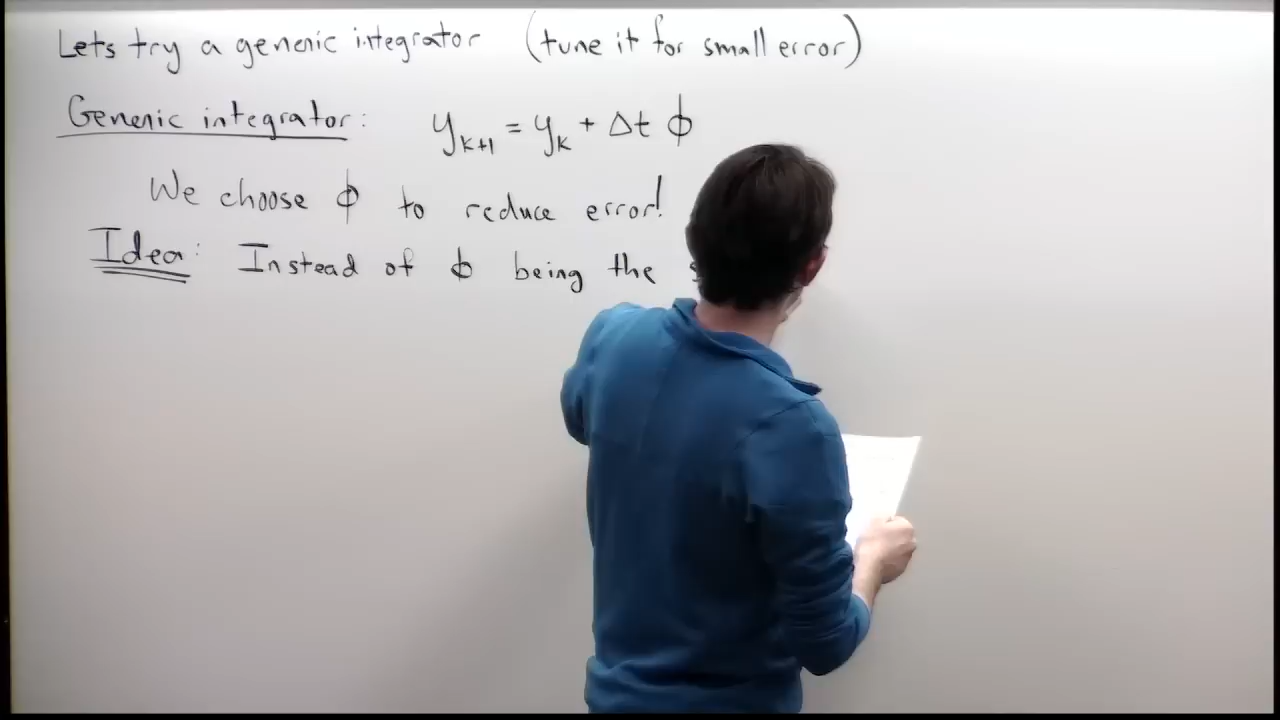 Lets try a generic integrator (tune it for small error)
Generic integrator: y_{k+1} = y_k + Δt ϕ
We choose ϕ to reduce error!
Idea: Instead of ϕ being the